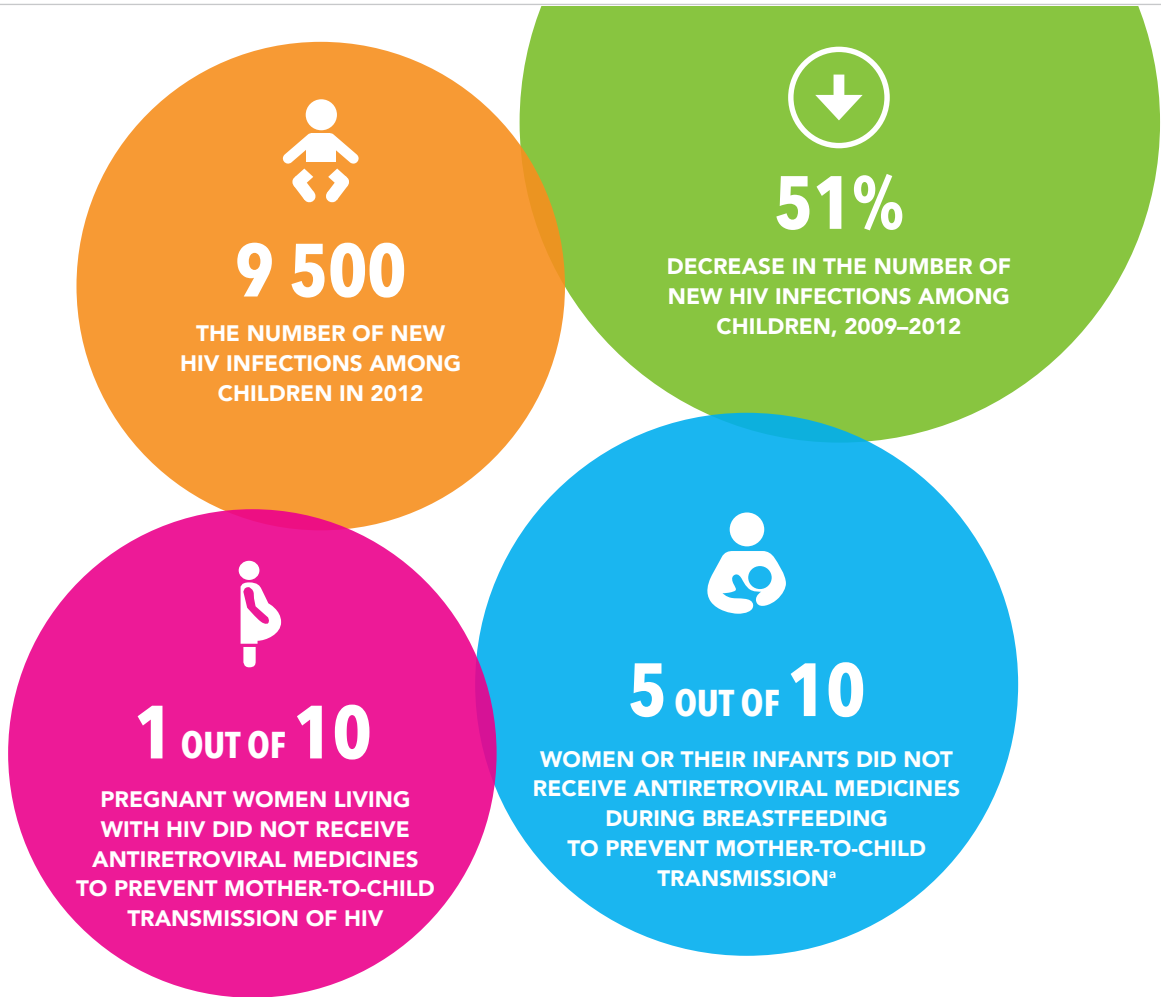 9 500
THE NUMBER OF NEW
HIV INFECTIONS AMONG
CHILDREN IN 2012
51%
DECREASE IN THE NUMBER OF
NEW HIV INFECTIONS AMONG
CHILDREN, 2009–2012
1 OUT OF 10
PREGNANT WOMEN LIVING
WITH HIV DID NOT RECEIVE
ANTIRETROVIRAL MEDICINES
TO PREVENT MOTHER-TO-CHILD
TRANSMISSION OF HIV
5 OUT OF 10
WOMEN OR THEIR INFANTS DID NOT
RECEIVE ANTIRETROVIRAL MEDICINES
DURING BREASTFEEDING
TO PREVENT MOTHER-TO-CHILD
TRANSMISSIONª